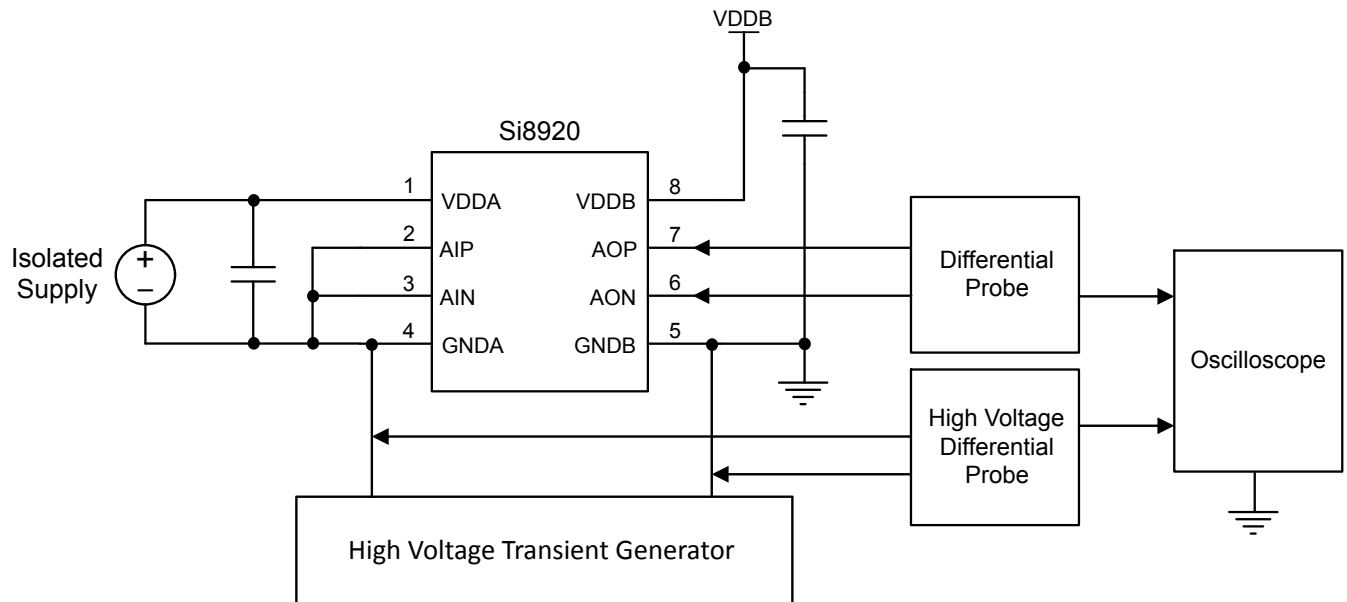 VDDB
Si8920
Isolated
Supply
+
−
1
VDDA
2
AIP
3
AIN
4
GNDA
VDDB
8
AOP
7
AON
6
GNDB
5
Differential
Probe
High Voltage
Differential
Probe
Oscilloscope
High Voltage Transient Generator